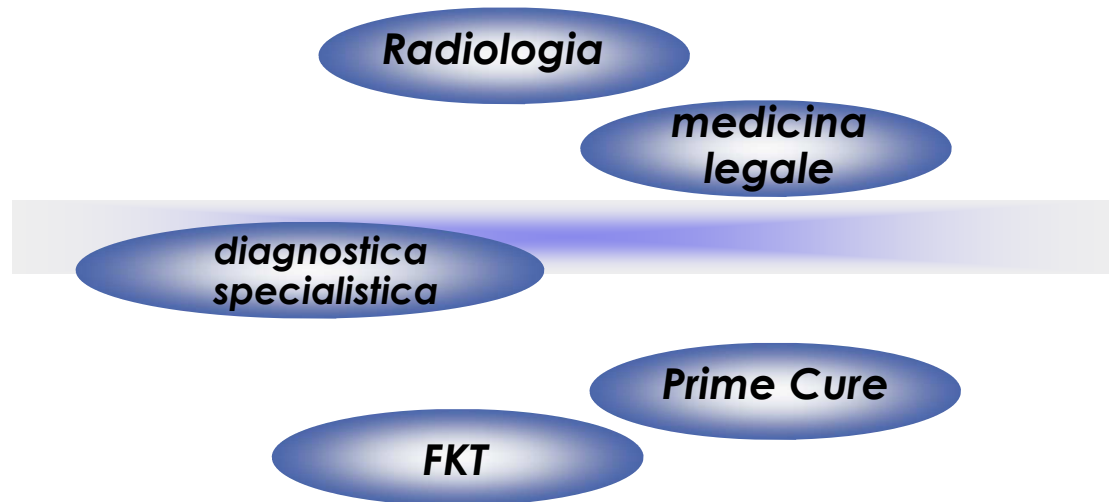 Radiologia
medicina
legale
diagnostica
specialistica
Prime Cure
FKT